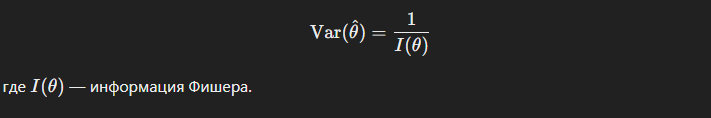 Var(θ̂) = 1 / I(θ)
где I(θ) — информация Фишера.